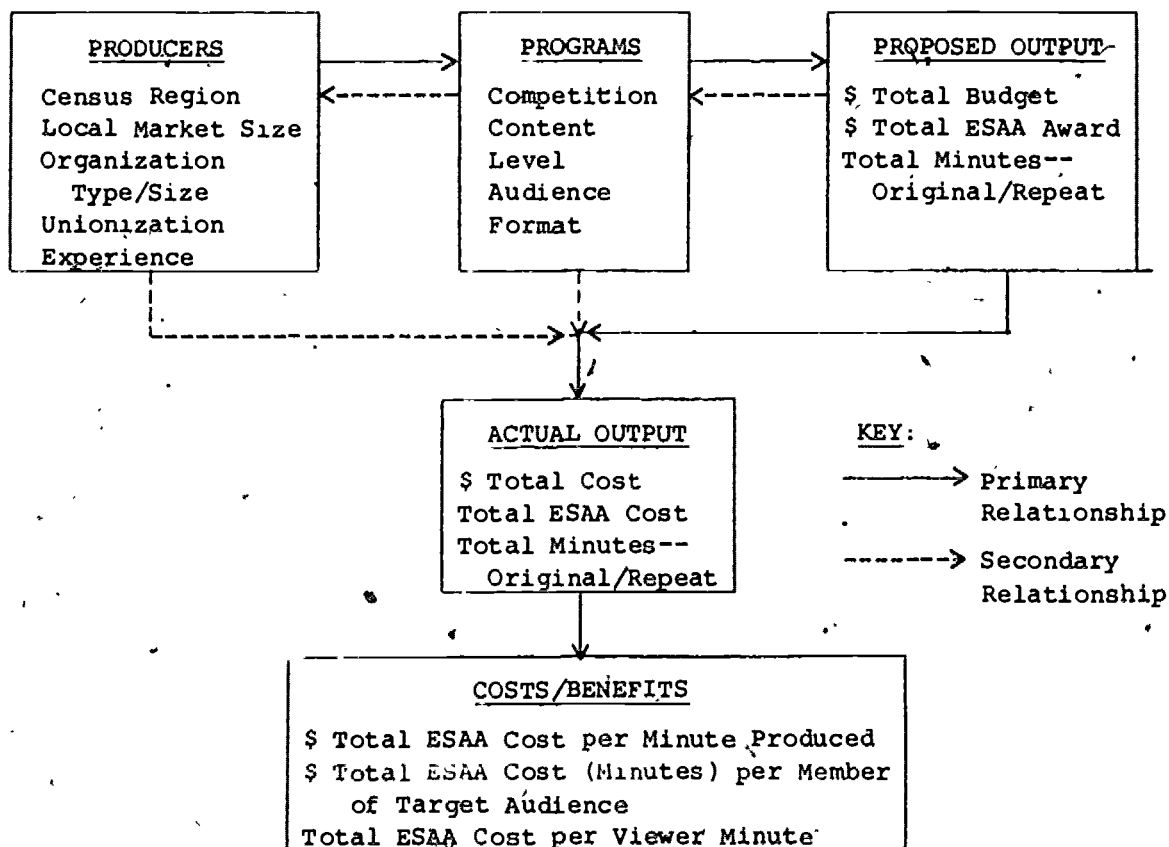 PRODUCERS
Census Region
Local Market Size
Organization
Type/Size
Unionization
Experience
PROGRAMS
Competition
Content
Level
Audience
Format
PROPOSED OUTPUT
$ Total Budget
$ Total ESAA Award
Total Minutes--
Original/Repeat
ACTUAL OUTPUT
$ Total Cost
Total ESAA Cost
Total Minutes--
Original/Repeat
KEY:
Primary
Relationship
Secondary
Relationship
COSTS/BENEFITS
$ Total ESAA Cost per Minute Produced
$ Total ESAA Cost (Minutes) per Member
of Target Audience
Total ESAA Cost per Viewer Minute